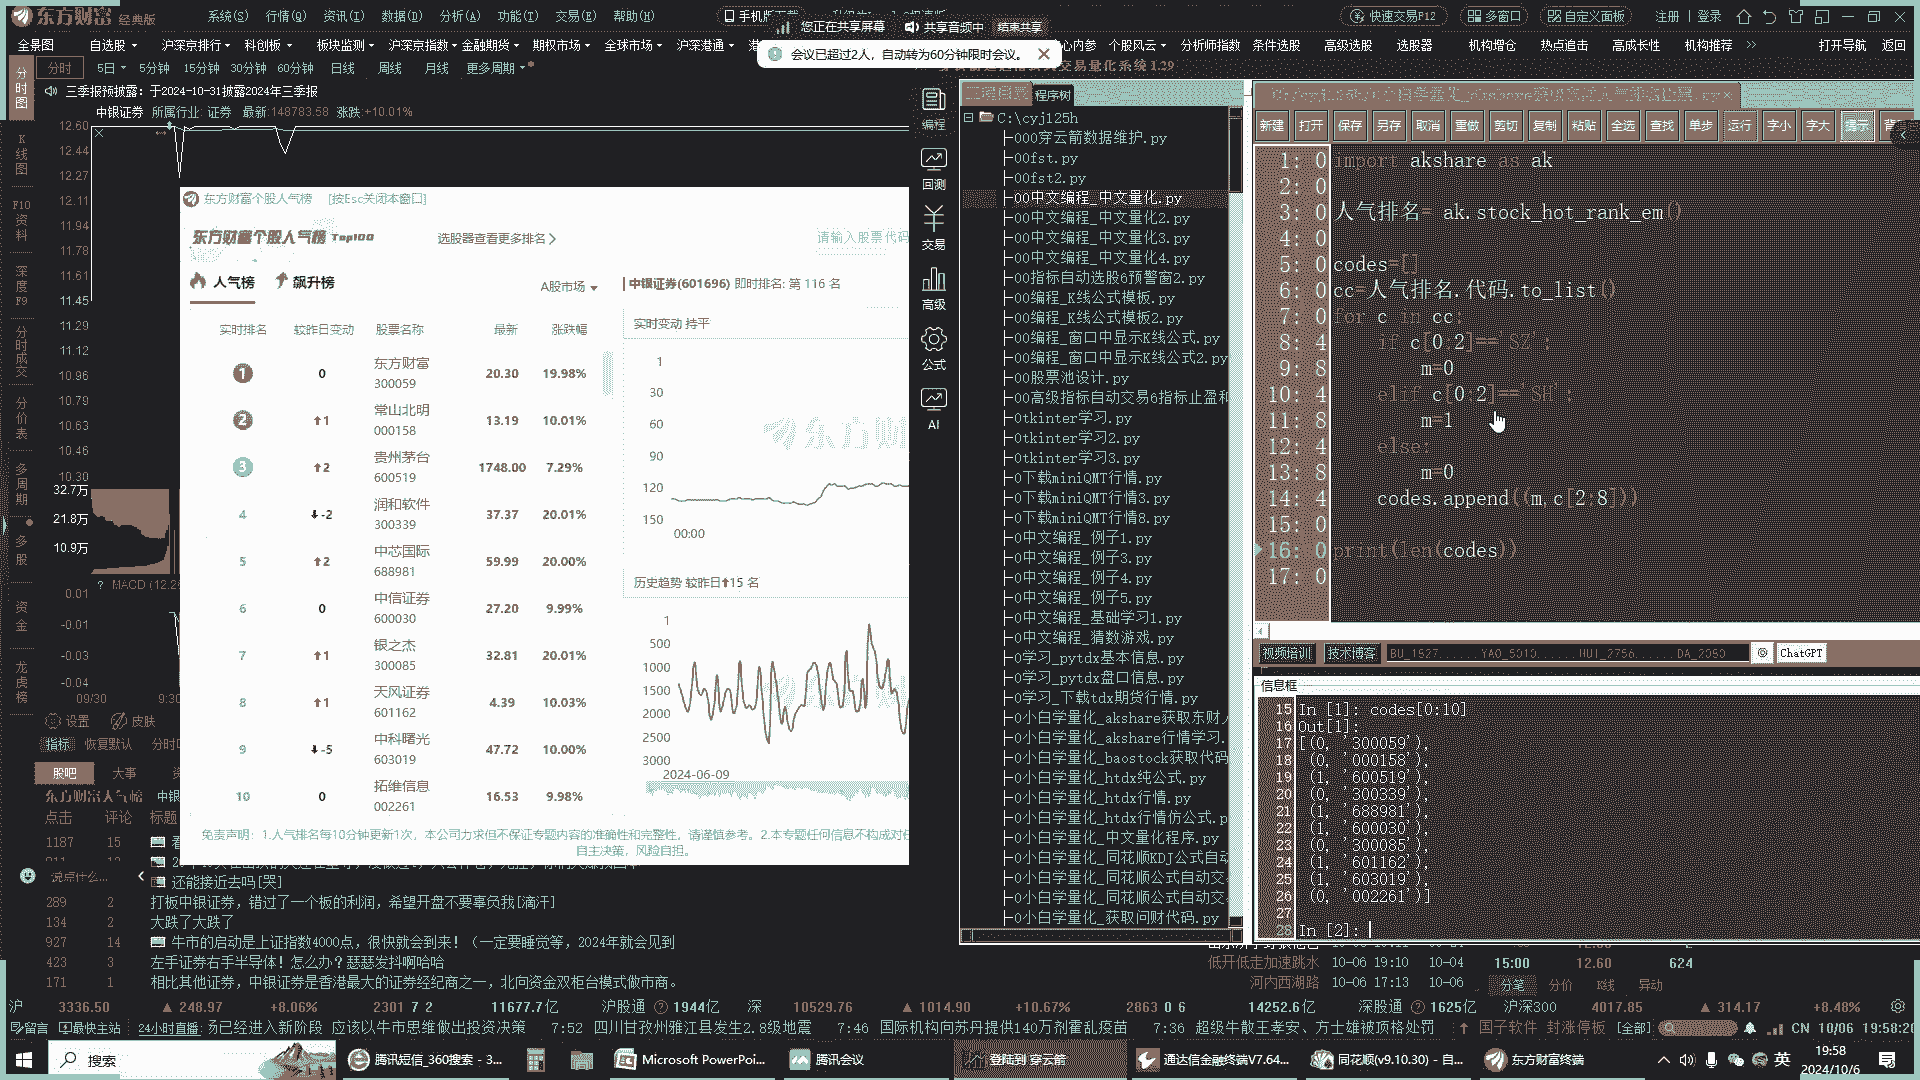 东方财富 经典版
系统(S) 行情(Q) 资讯(I) 数据(D) 分析(A) 功能(T) 交易(E) 帮助(H)
快速交易F12 多窗口 自定义面板 注册 登录
您正在共享屏幕 共享音频中 结束共享
会议已超过2人，自动转为60分钟限时会议。
全景图 自选股 沪深京排行 科创板 板块监测 沪深京指数 金融期货 期权市场 全球市场 沪深港通
个股风云 分析师指数 条件选股 高级选股 选股器 机构增仓 热点追击 高成长性 机构推荐 打开导航 返回
分时 5日 5分钟 15分钟 30分钟 60分钟 日线 周线 月线 更多周期
三季报预披露：于2024-10-31披露2024年三季报
中银证券 所属行业: 证券 最新:148783.58 涨跌:+10.01%
分时图
K线图
F10资料
深度F9
分时成交
分价表
多周期
多股
资金
龙虎榜
12.60
12.44
12.27
12.11
11.94
11.78
11.61
11.45
11.29
11.12
10.96
10.79
10.63
10.46
10.30
32.7万
21.8万
10.9万
0.01
-0.01
-0.03
-0.04
09/30 9:30
设置 皮肤
指标 恢复默认
股吧 大事
东方财富人气榜
点击 评论 标题
1187 15
还能接近去吗[哭]
289 2 打板中银证券，错过了一个板的利润，希望开盘不要辜负我[滴汗]
134 2 大跌了大跌了
927 14 牛市的启动是上证指数4000点，很快就会到来！（一定要睡觉等，2024年就会见到
423 3 左手证券右手半导体！怎么办？瑟瑟发抖啊哈哈
171 1 相比其他证券，中银证券是香港最大的证券经纪商之一，北向资金双柜台模式做市商。
东方财富个股人气榜 [按Esc关闭本窗口]
东方财富个股人气榜 Top100 选股器查看更多排名 请输入股票代码
人气榜 飙升榜 A股市场
中银证券(601696) 即时排名: 第 116 名
实时排名 较昨日变动 股票名称 最新 涨跌幅
1 0 东方财富 300059 20.30 19.98%
2 1 常山北明 000158 13.19 10.01%
3 2 贵州茅台 600519 1748.00 7.29%
4 -2 润和软件 300339 37.37 20.01%
5 2 中芯国际 688981 59.99 20.00%
6 0 中信证券 600030 27.20 9.99%
7 1 银之杰 300085 32.81 20.01%
8 1 天风证券 601162 4.39 10.03%
9 -5 中科曙光 603019 47.72 10.00%
10 0 拓维信息 002261 16.53 9.98%
实时变动 持平
1
30
60
90
120
150
00:00
历史趋势 较昨日15 名
1
500
1000
1500
2000
2500
3000
2024-06-09
免责声明：1.人气排名每10分钟更新1次，本公司力求但不保证专题内容的准确性和完整性，请谨慎参考。2.本专题任何信息不构成对任
自主决策，风险自担。
编程
回测
交易
高级
公式
AI
程序树
C:\cyj125h
000穿云箭数据维护.py
00fst.py
00fst2.py
00中文编程_中文量化.py
00中文编程_中文量化2.py
00中文编程_中文量化3.py
00中文编程_中文量化4.py
00指标自动选股6预警窗2.py
00编程_K线公式模板.py
00编程_K线公式模板2.py
00编程_窗口中显示K线公式.py
00编程_窗口中显示K线公式2.py
00股票池设计.py
00高级指标自动交易6指标止盈和
0tkinter学习.py
0tkinter学习2.py
0tkinter学习3.py
0下载miniQMT行情.py
0下载miniQMT行情3.py
0下载miniQMT行情8.py
0中文编程_例子1.py
0中文编程_例子3.py
0中文编程_例子4.py
0中文编程_例子5.py
0中文编程_基础学习1.py
0中文编程_猜数游戏.py
0学习_pytdx基本信息.py
0学习_pytdx盘口信息.py
0学习_下载tdx期货行情.py
0小白学量化_akshare获取东财人
0小白学量化_akshare行情学习.
0小白学量化_baostock获取代码
0小白学量化_htdx纯公式.py
0小白学量化_htdx行情.py
0小白学量化_htdx行情仿公式.p
0小白学量化_中文量化程序.py
0小白学量化_同花顺KDJ公式自动
0小白学量化_同花顺公式自动交
0小白学量化_同花顺公式自动交
0小白学量化_获取问财代码.py
新建 打开 保存 另存 取消 重做 剪切 复制 粘贴 全选 查找 单步 运行 字小 字大 提示
1: 0 import akshare as ak
2: 0
3: 0 人气排名= ak.stock_hot_rank_em()
4: 0
5: 0 codes=[]
6: 0 cc=人气排名.代码.to_list()
7: 0 for c in cc:
8: 4 if c[0:2]=='SZ':
9: 8 m=0
10: 4 elif c[0:2]=='SH':
11: 8 m=1
12: 4 else:
13: 8 m=0
14: 4 codes.append((m,c[2:8]))
15: 0
16: 0 print(len(codes))
17: 0
视频培训 技术博客 ChatGPT
信息框
15 In [1]: codes[0:10]
16 Out[1]:
17 [(0, '300059'),
18 (0, '000158'),
19 (1, '600519'),
20 (0, '300339'),
21 (1, '688981'),
22 (1, '600030'),
23 (0, '300085'),
24 (1, '601162'),
25 (1, '603019'),
26 (0, '002261')]
27
28 In [2]:
低开低走加速跳水 10-06 19:10 10-04 15:00 12.60 624
河内西湖路 10-06 17:13 10-06 分笔 分价 K线 异动
沪 3336.50 ▲248.97 +8.06% 2301 7 2 11677.7亿 沪股通 1944亿 深 10529.76 ▲1014.90 +10.67% 2863 0 6 14252.6亿 深股通 1625亿 沪深300 4017.85 ▲314.17 +8.48%
留言 最快主站 24小时直播: 场已经进入新阶段 应该以牛市思维做出投资决策 7:52 四川甘孜州雅江县发生2.8级地震 7:46 国际机构向苏丹提供140万剂霍乱疫苗 7:36 超级牛散王孝安、方士雄被顶格处罚 国子软件 封涨停板 [全部] CN 10/06 19:58:20
搜索 腾讯短信_360搜索 - 3... Microsoft PowerPoi... 腾讯会议 登陆到 穿云箭 通达信金融终端V7.64... 同花顺(v9.10.30) - 自... 东方财富终端 英 19:58
2024/10/6